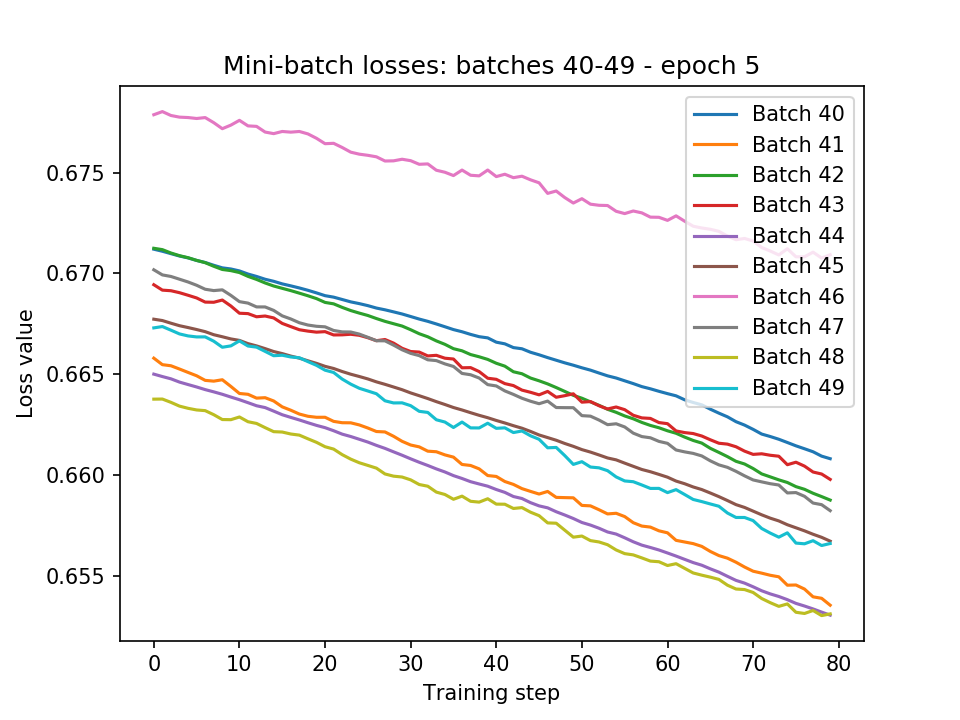 Mini-batch losses: batches 40-49 - epoch 5
Loss value
0.675
0.670
0.665
0.660
0.655
Batch 40
Batch 41
Batch 42
Batch 43
Batch 44
Batch 45
Batch 46
Batch 47
Batch 48
Batch 49
0 10 20 30 40 50 60 70 80
Training step